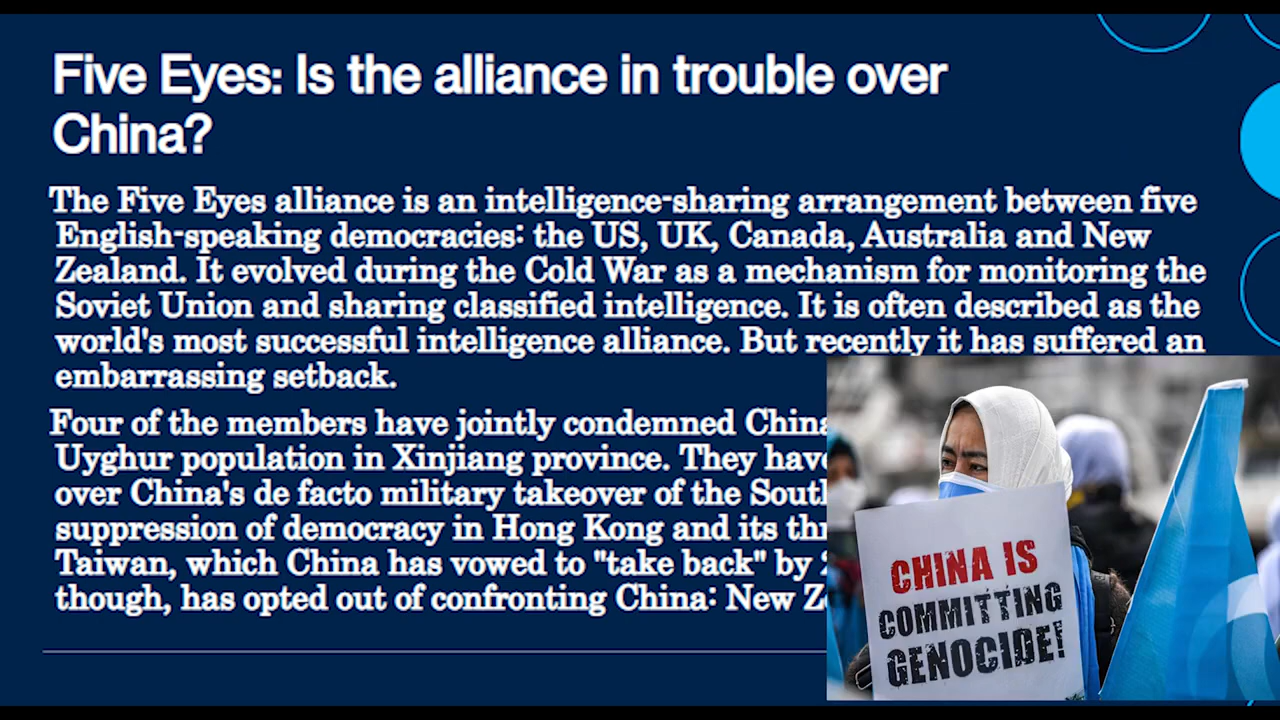 Five Eyes: Is the alliance in trouble over
China?
The Five Eyes alliance is an intelligence-sharing arrangement between five
English-speaking democracies: the US, UK, Canada, Australia and New
Zealand. It evolved during the Cold War as a mechanism for monitoring the
Soviet Union and sharing classified intelligence. It is often described as the
world's most successful intelligence alliance. But recently it has suffered an
embarrassing setback.
Four of the members have jointly condemned China
Uyghur population in Xinjiang province. They have
over China's de facto military takeover of the South
suppression of democracy in Hong Kong and its
Taiwan, which China has vowed to "take back" by
though, has opted out of confronting China: New
CHINA IS
COMMITTING
GENOCIDE!